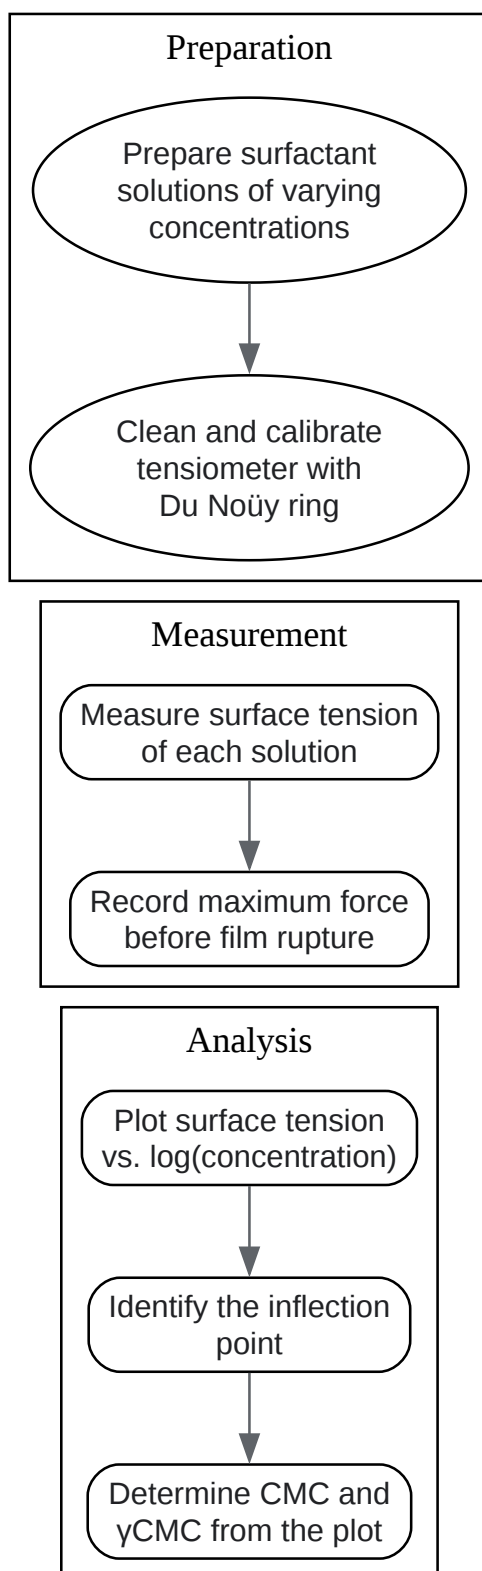 Preparation
Prepare surfactant
solutions of varying
concentrations
Clean and calibrate
tensiometer with
Du Noüy ring
Measurement
Measure surface tension
of each solution
Record maximum force
before film rupture
Analysis
Plot surface tension
vs. log(concentration)
Identify the inflection
point
Determine CMC and
γCMC from the plot